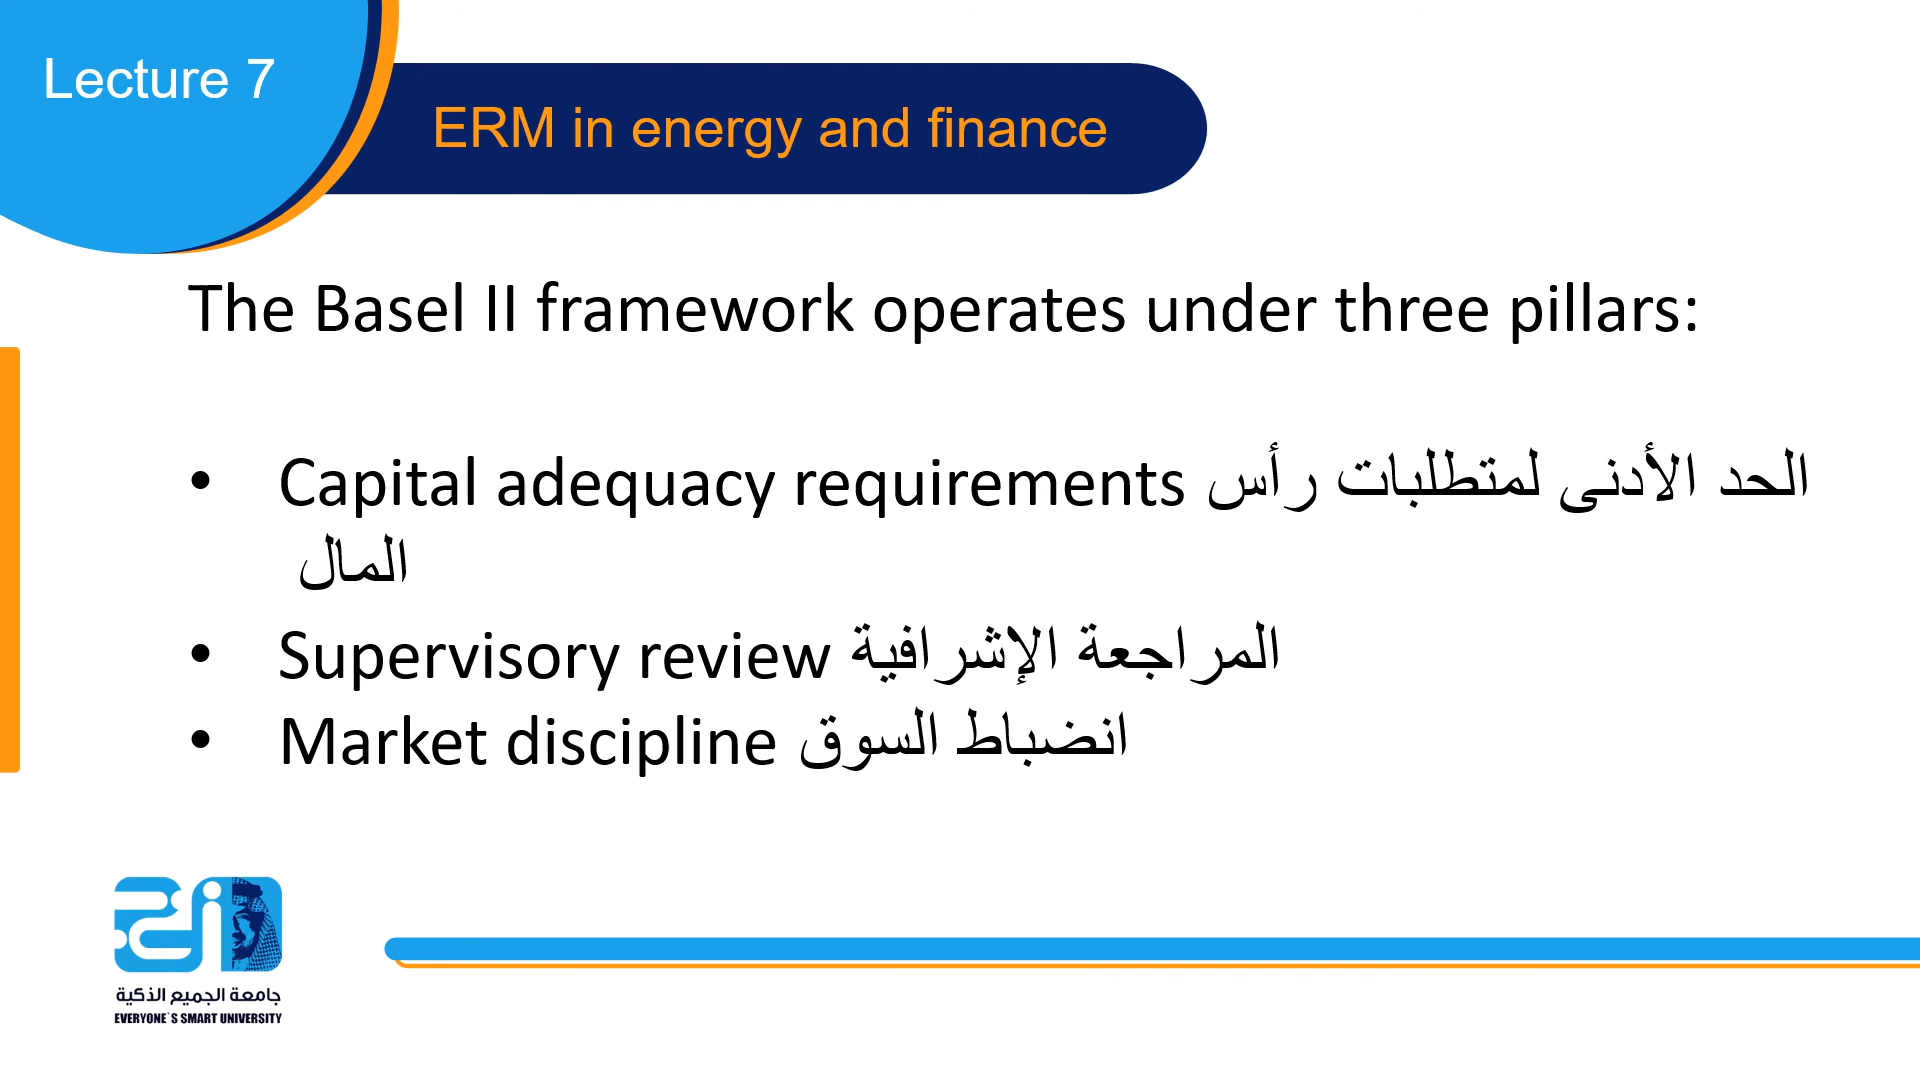 Lecture 7
ERM in energy and finance
The Basel II framework operates under three pillars:
• Capital adequacy requirements الحد الأدنى لمتطلبات رأس
المال
• Supervisory review المراجعة الإشرافية
• Market discipline انضباط السوق
جامعة الجميع الذكية
EVERYONE`S SMART UNIVERSITY